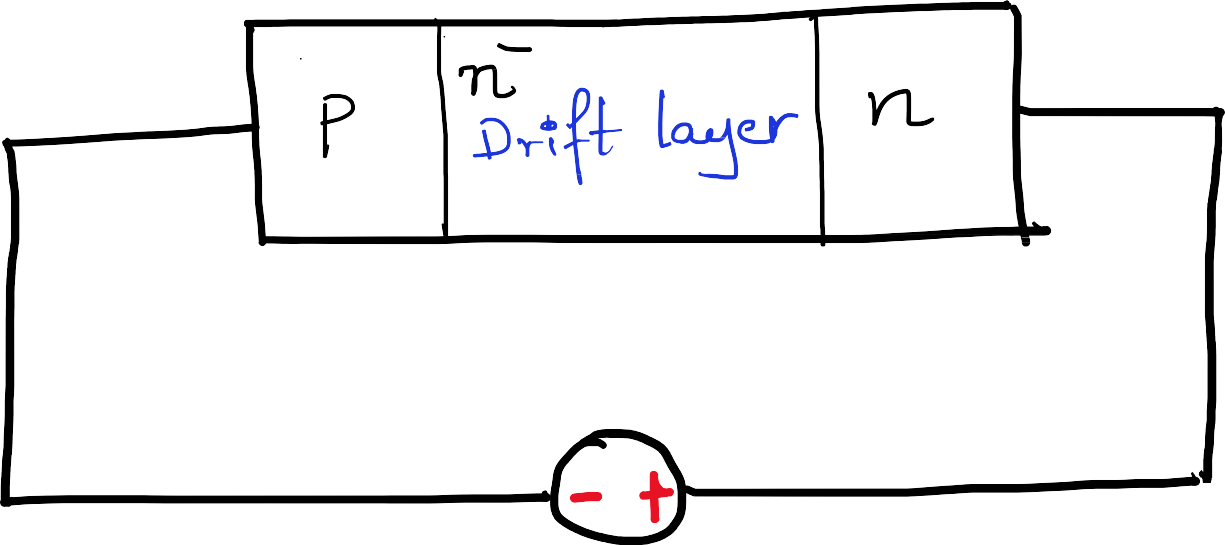 p
n⁻
Drift layer
n
- +